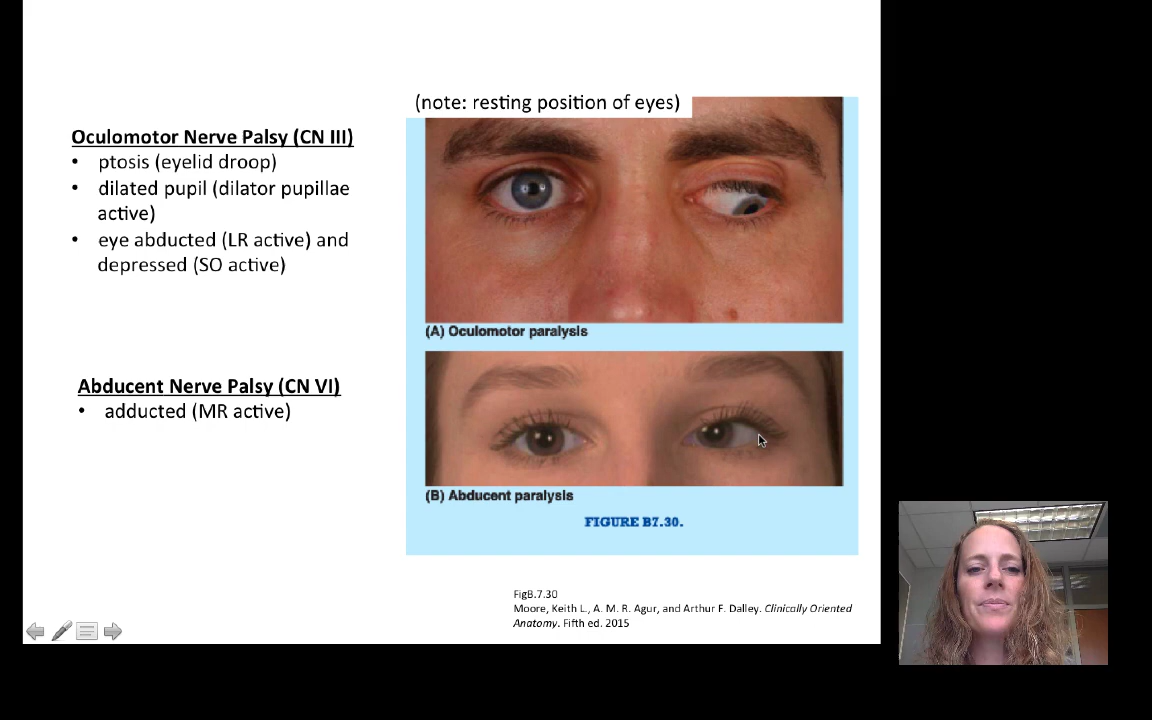 (note: resting position of eyes)
Oculomotor Nerve Palsy (CN III)
• ptosis (eyelid droop)
• dilated pupil (dilator pupillae
active)
• eye abducted (LR active) and
depressed (SO active)
(A) Oculomotor paralysis
Abducent Nerve Palsy (CN VI)
• adducted (MR active)
(B) Abducent paralysis
FIGURE B7.30.
FigB.7.30
Moore, Keith L., A. M. R. Agur, and Arthur F. Dalley. Clinically Oriented
Anatomy. Fifth ed. 2015